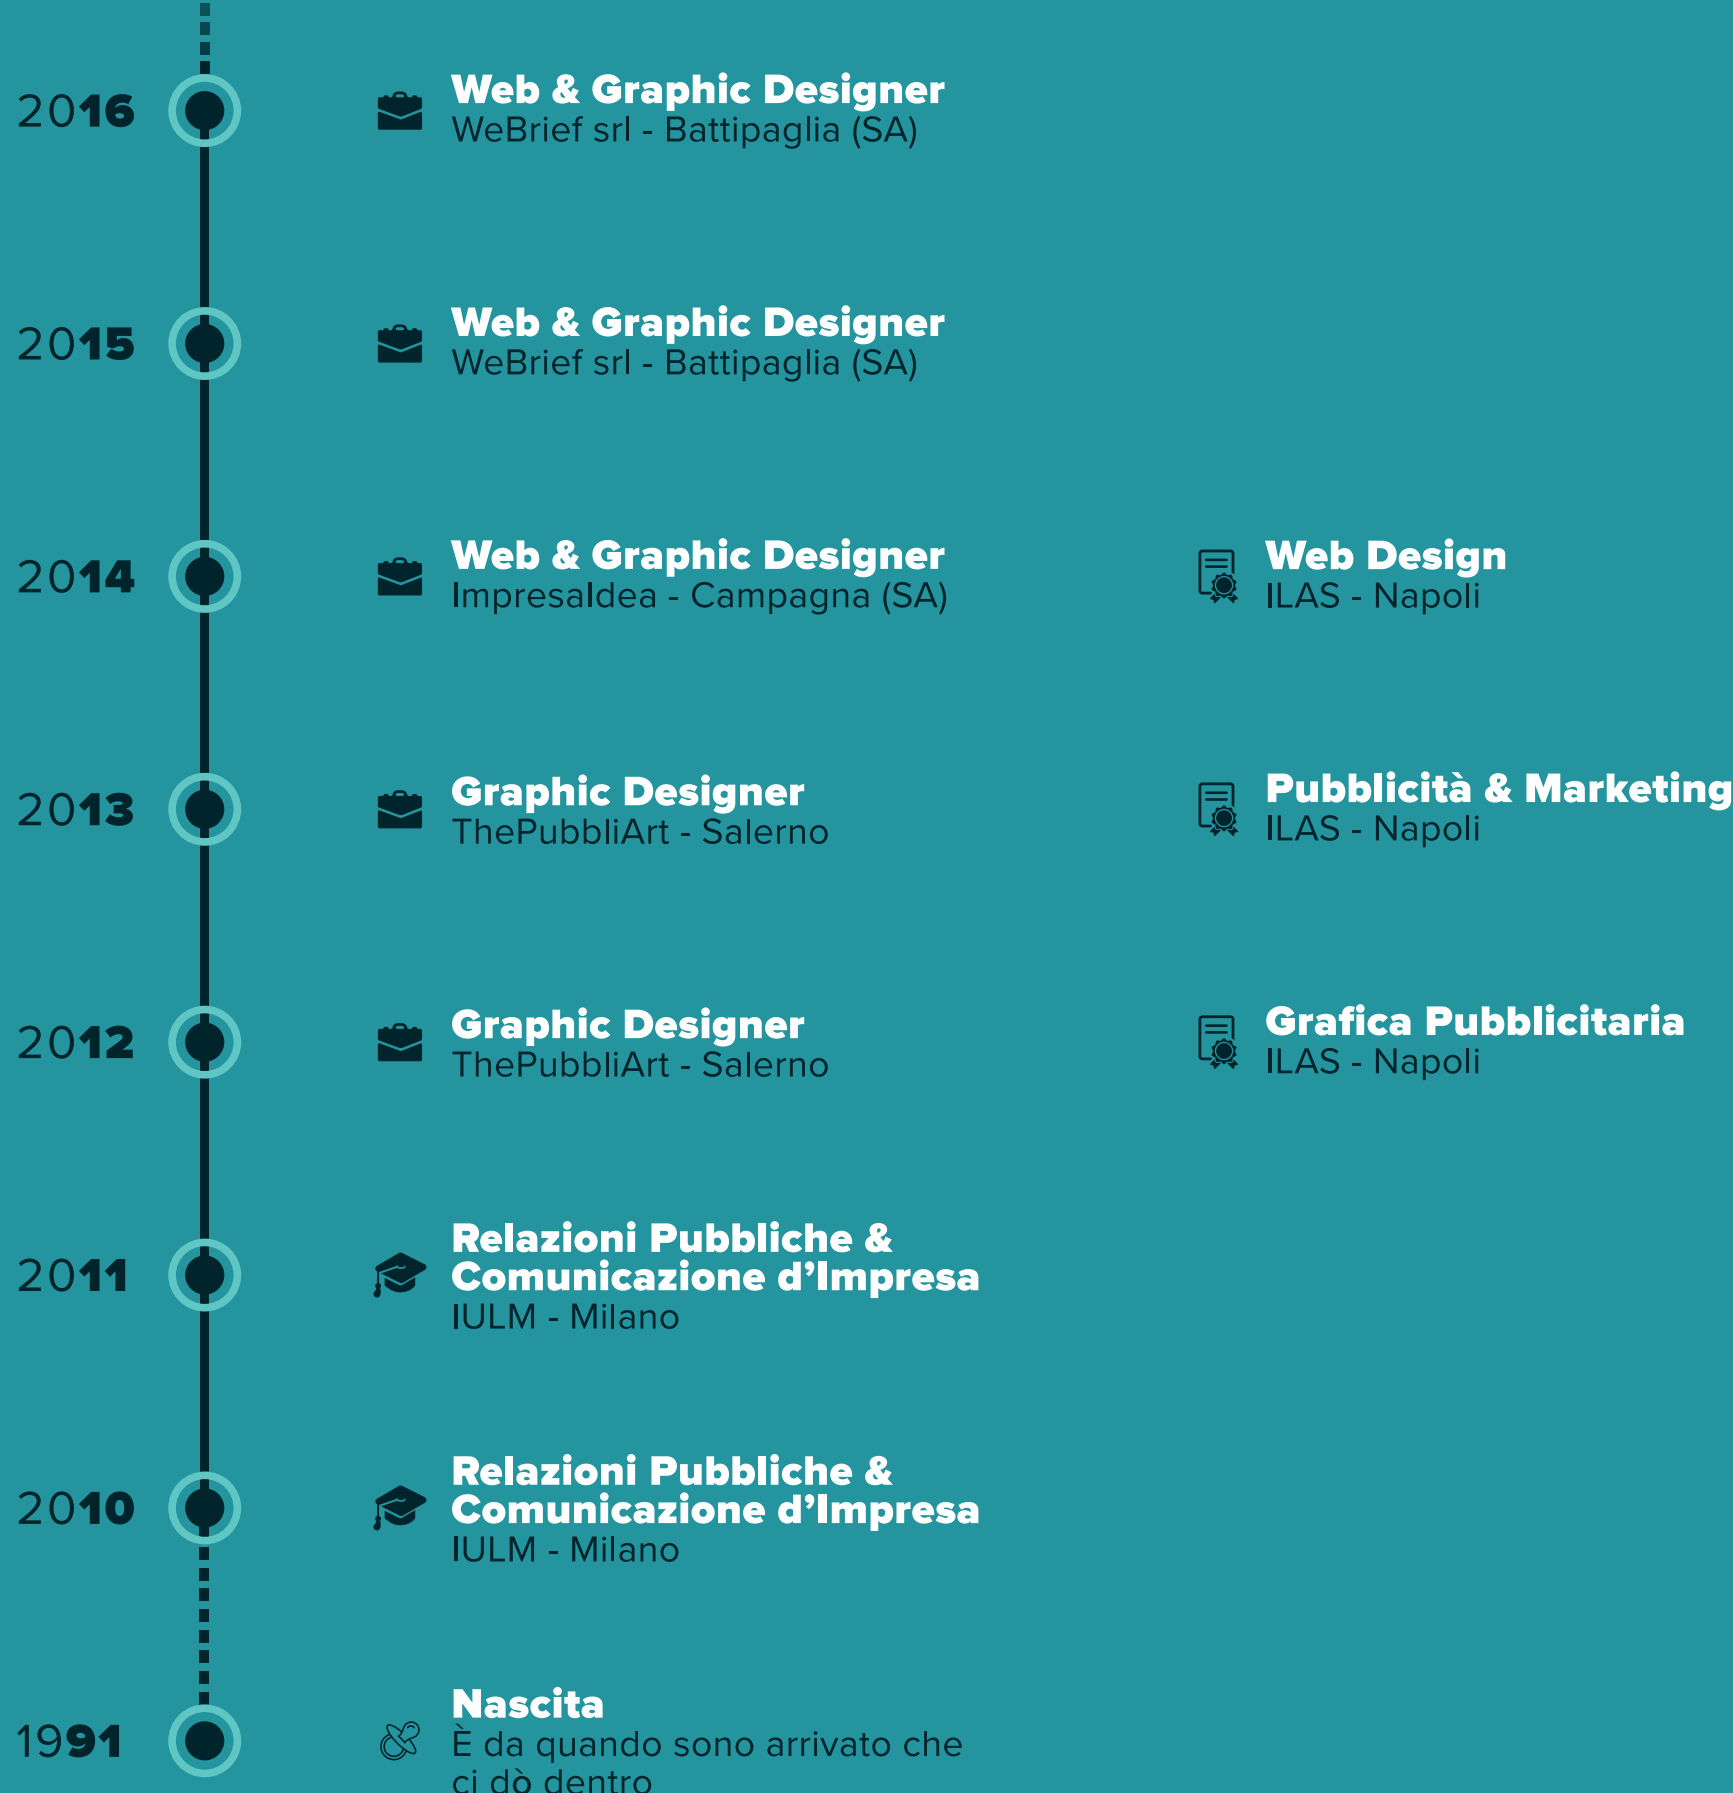 2016
Web & Graphic Designer
WeBrief srl - Battipaglia (SA)
2015
Web & Graphic Designer
WeBrief srl - Battipaglia (SA)
2014
Web & Graphic Designer
ImpresaIdea - Campagna (SA)
Web Design
ILAS - Napoli
2013
Graphic Designer
ThePubbliArt - Salerno
Pubblicità & Marketing
ILAS - Napoli
2012
Graphic Designer
ThePubbliArt - Salerno
Grafica Pubblicitaria
ILAS - Napoli
2011
Relazioni Pubbliche &
Comunicazione d’Impresa
IULM - Milano
2010
Relazioni Pubbliche &
Comunicazione d’Impresa
IULM - Milano
1991
Nascita
È da quando sono arrivato che
ci dò dentro